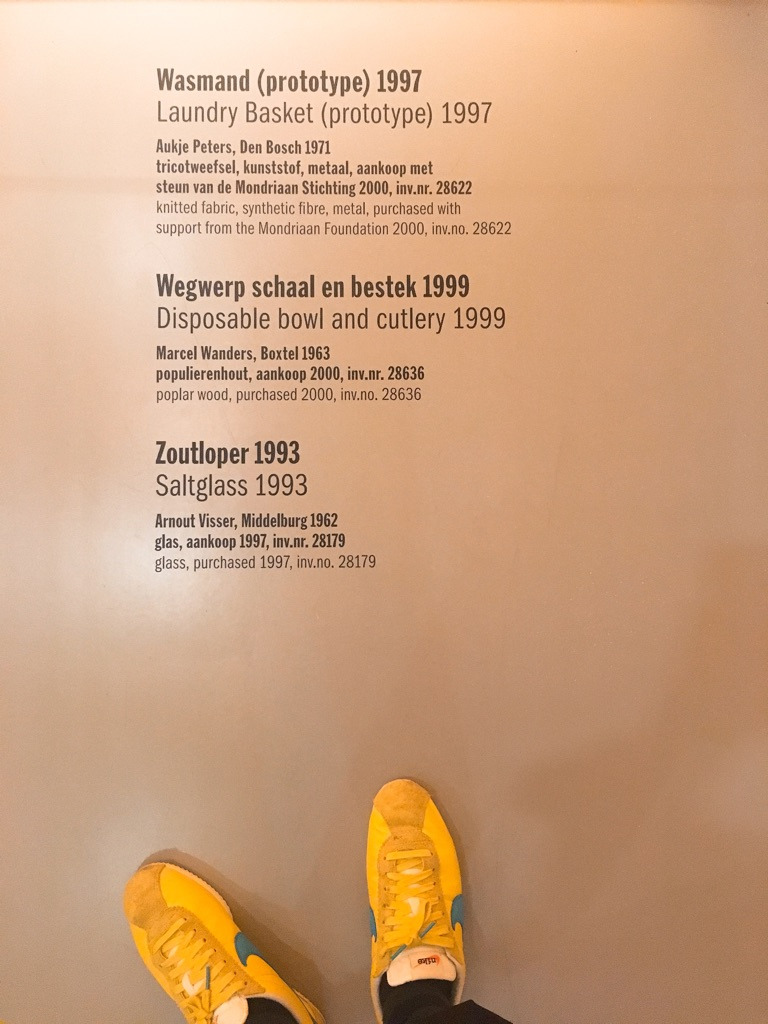 Wasmand (prototype) 1997
Laundry Basket (prototype) 1997
Aukje Peters, Den Bosch 1971
tricotweefsel, kunststof, metaal, aankoop met
steun van de Mondriaan Stichting 2000, inv.nr. 28622
knitted fabric, synthetic fibre, metal, purchased with
support from the Mondriaan Foundation 2000, inv.no. 28622
Wegwerp schaal en bestek 1999
Disposable bowl and cutlery 1999
Marcel Wanders, Boxtel 1963
populierenhout, aankoop 2000, inv.nr. 28636
poplar wood, purchased 2000, inv.no. 28636
Zoutloper 1993
Saltglass 1993
Arnout Visser, Middelburg 1962
glas, aankoop 1997, inv.nr. 28179
glass, purchased 1997, inv.no. 28179
nike